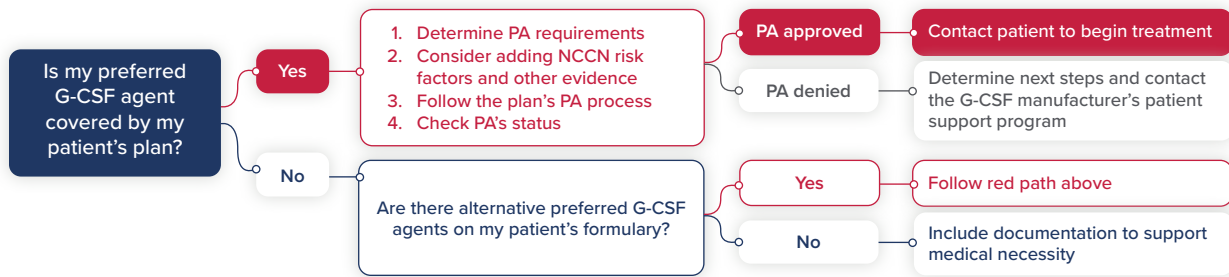 Is my preferred
G-CSF agent
covered by my
patient's plan?
Yes
1. Determine PA requirements
2. Consider adding NCCN risk
factors and other evidence
3. Follow the plan's PA process
4. Check PA's status
PA approved
Contact patient to begin treatment
PA denied
Determine next steps and contact
the G-CSF manufacturer's patient
support program
No
Are there alternative preferred G-CSF
agents on my patient's formulary?
Yes
Follow red path above
No
Include documentation to support
medical necessity